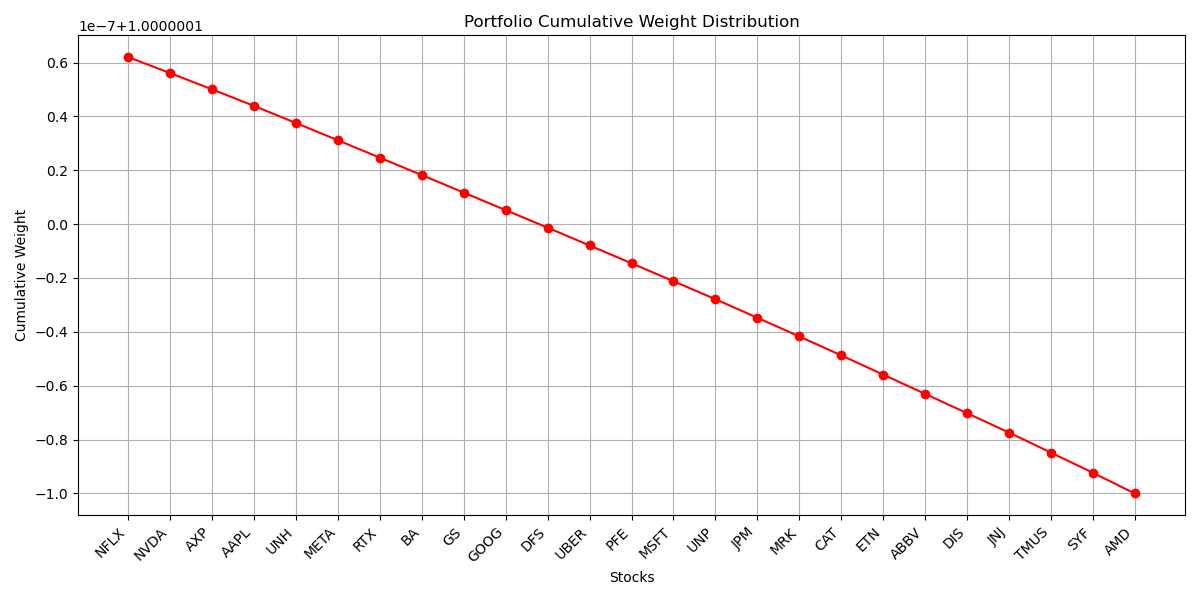 Portfolio Cumulative Weight Distribution
1e−7+1.0000001
0.6
0.4
0.2
0.0
−0.2
−0.4
−0.6
−0.8
−1.0
Cumulative Weight
NFLX
NVDA
AXP
AAPL
UNH
META
RTX
BA
GS
GOOG
DFS
UBER
PFE
MSFT
UNP
JPM
MRK
CAT
ETN
ABBV
DIS
JNJ
TMUS
SYF
AMD
Stocks